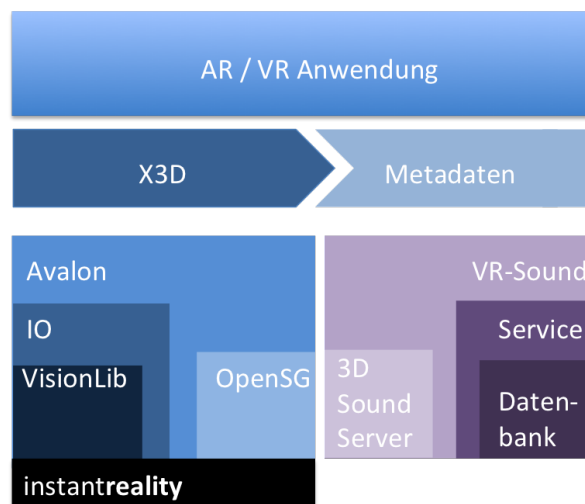 AR / VR Anwendung
X3D
Metadaten
Avalon
VR-Sound
IO
Service
VisionLib
OpenSG
3D
Sound
Server
Daten-
bank
instantreality